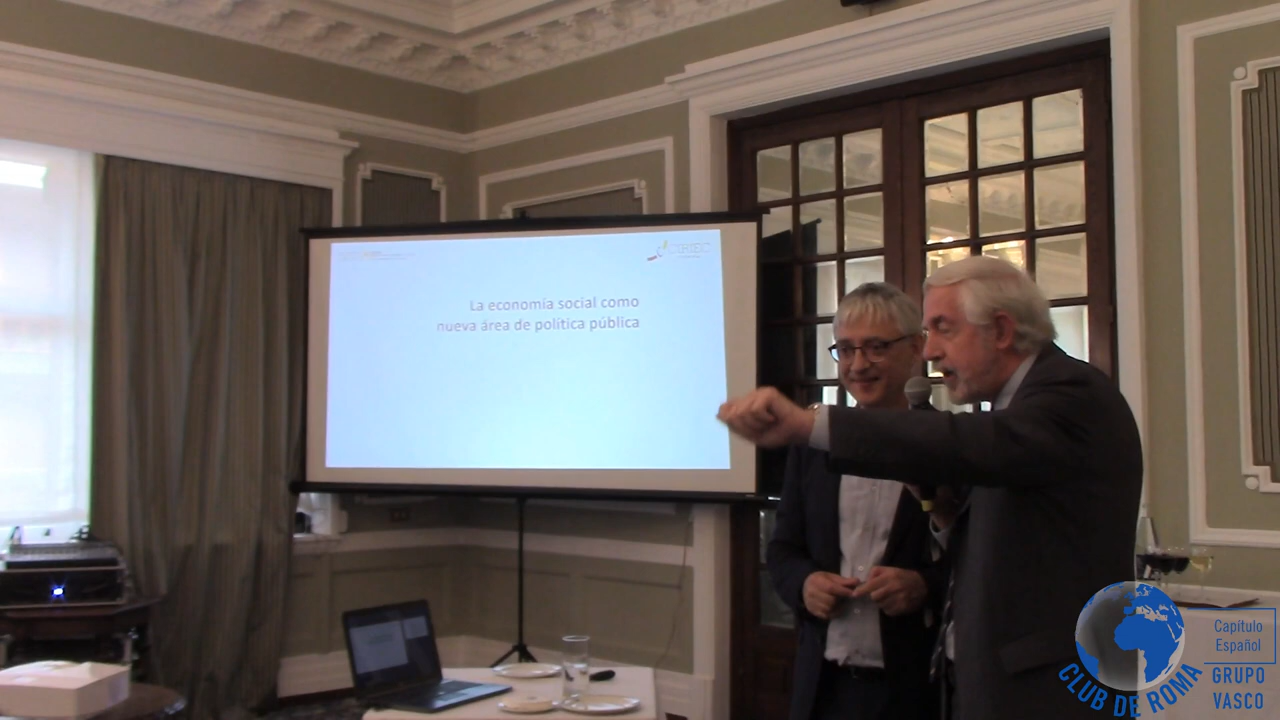 La economía social como
nueva área de política pública
Capítulo
Español
CLUB DE ROMA
GRUPO
VASCO